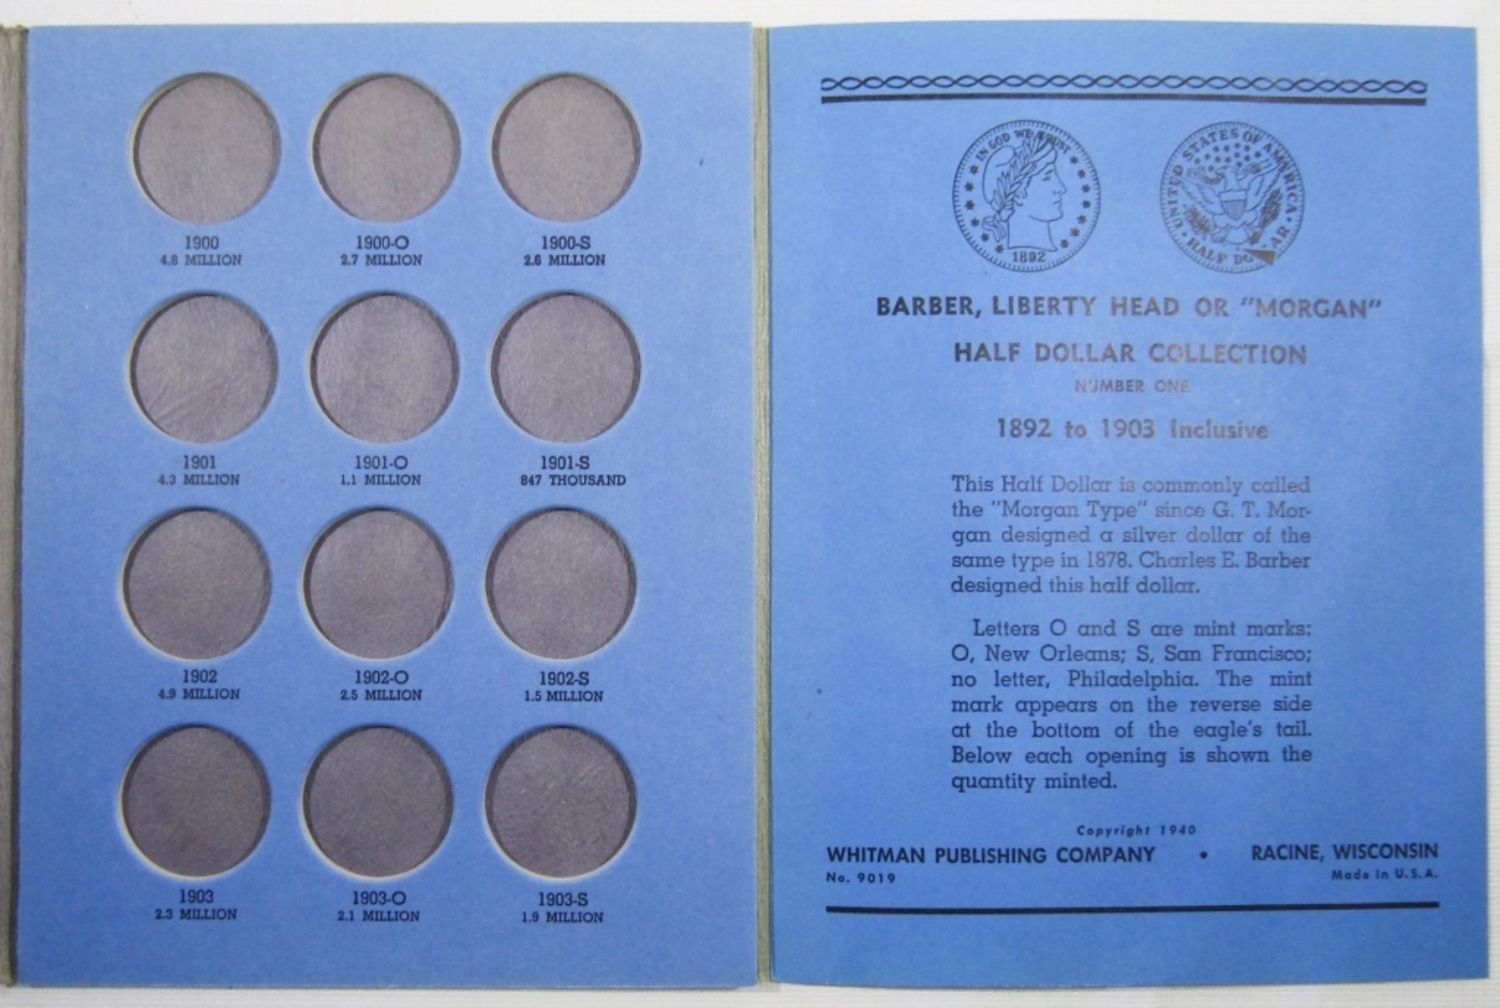 1900 1900-O 1900-S
4.8 MILLION 2.7 MILLION 2.6 MILLION
1901 1901-O 1901-S
4.3 MILLION 1.1 MILLION 847 THOUSAND
1902 1902-O 1902-S
4.9 MILLION 2.5 MILLION 1.5 MILLION
1903 1903-O 1903-S
2.3 MILLION 2.1 MILLION 1.9 MILLION
IN GOD WE TRUST
1892
UNITED STATES OF AMERICA
HALF DO AR
BARBER, LIBERTY HEAD OR "MORGAN"
HALF DOLLAR COLLECTION
NUMBER ONE
1892 to 1903 Inclusive
This Half Dollar is commonly called
the "Morgan Type" since G. T. Mor-
gan designed a silver dollar of the
same type in 1878. Charles E. Barber
designed this half dollar.
Letters O and S are mint marks:
O, New Orleans; S, San Francisco;
no letter, Philadelphia. The mint
mark appears on the reverse side
at the bottom of the eagle's tail.
Below each opening is shown the
quantity minted.
Copyright 1940
WHITMAN PUBLISHING COMPANY • RACINE, WISCONSIN
No. 9019 Made in U.S.A.